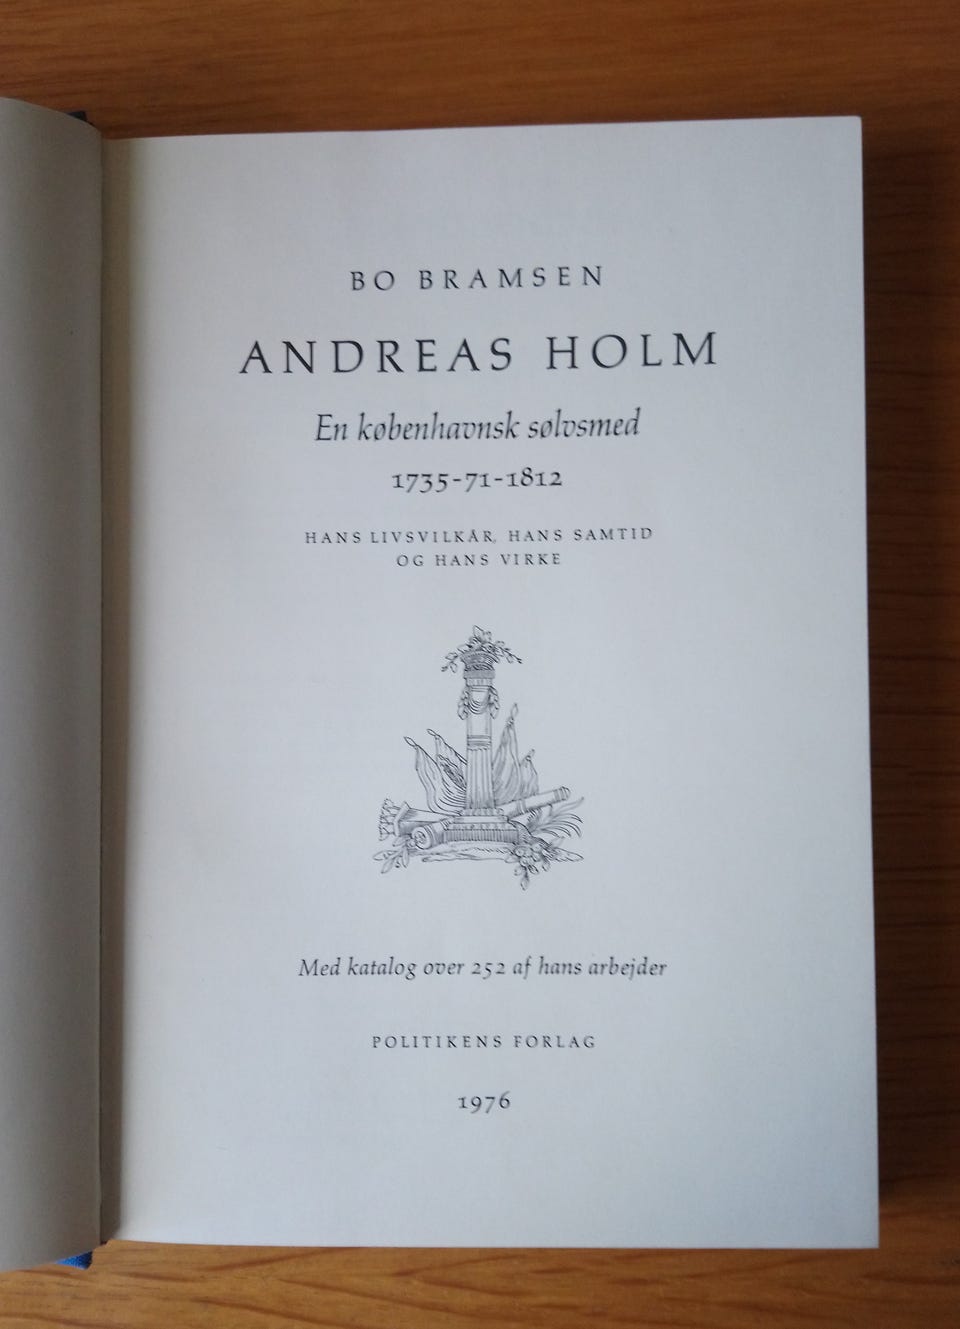 BO BRAMSEN
ANDREAS HOLM
En københavnsk sølvsmed
1735-71-1812
HANS LIVSVILKÅR, HANS SAMTID
OG HANS VIRKE
Med katalog over 252 af hans arbejder
POLITIKENS FORLAG
1976